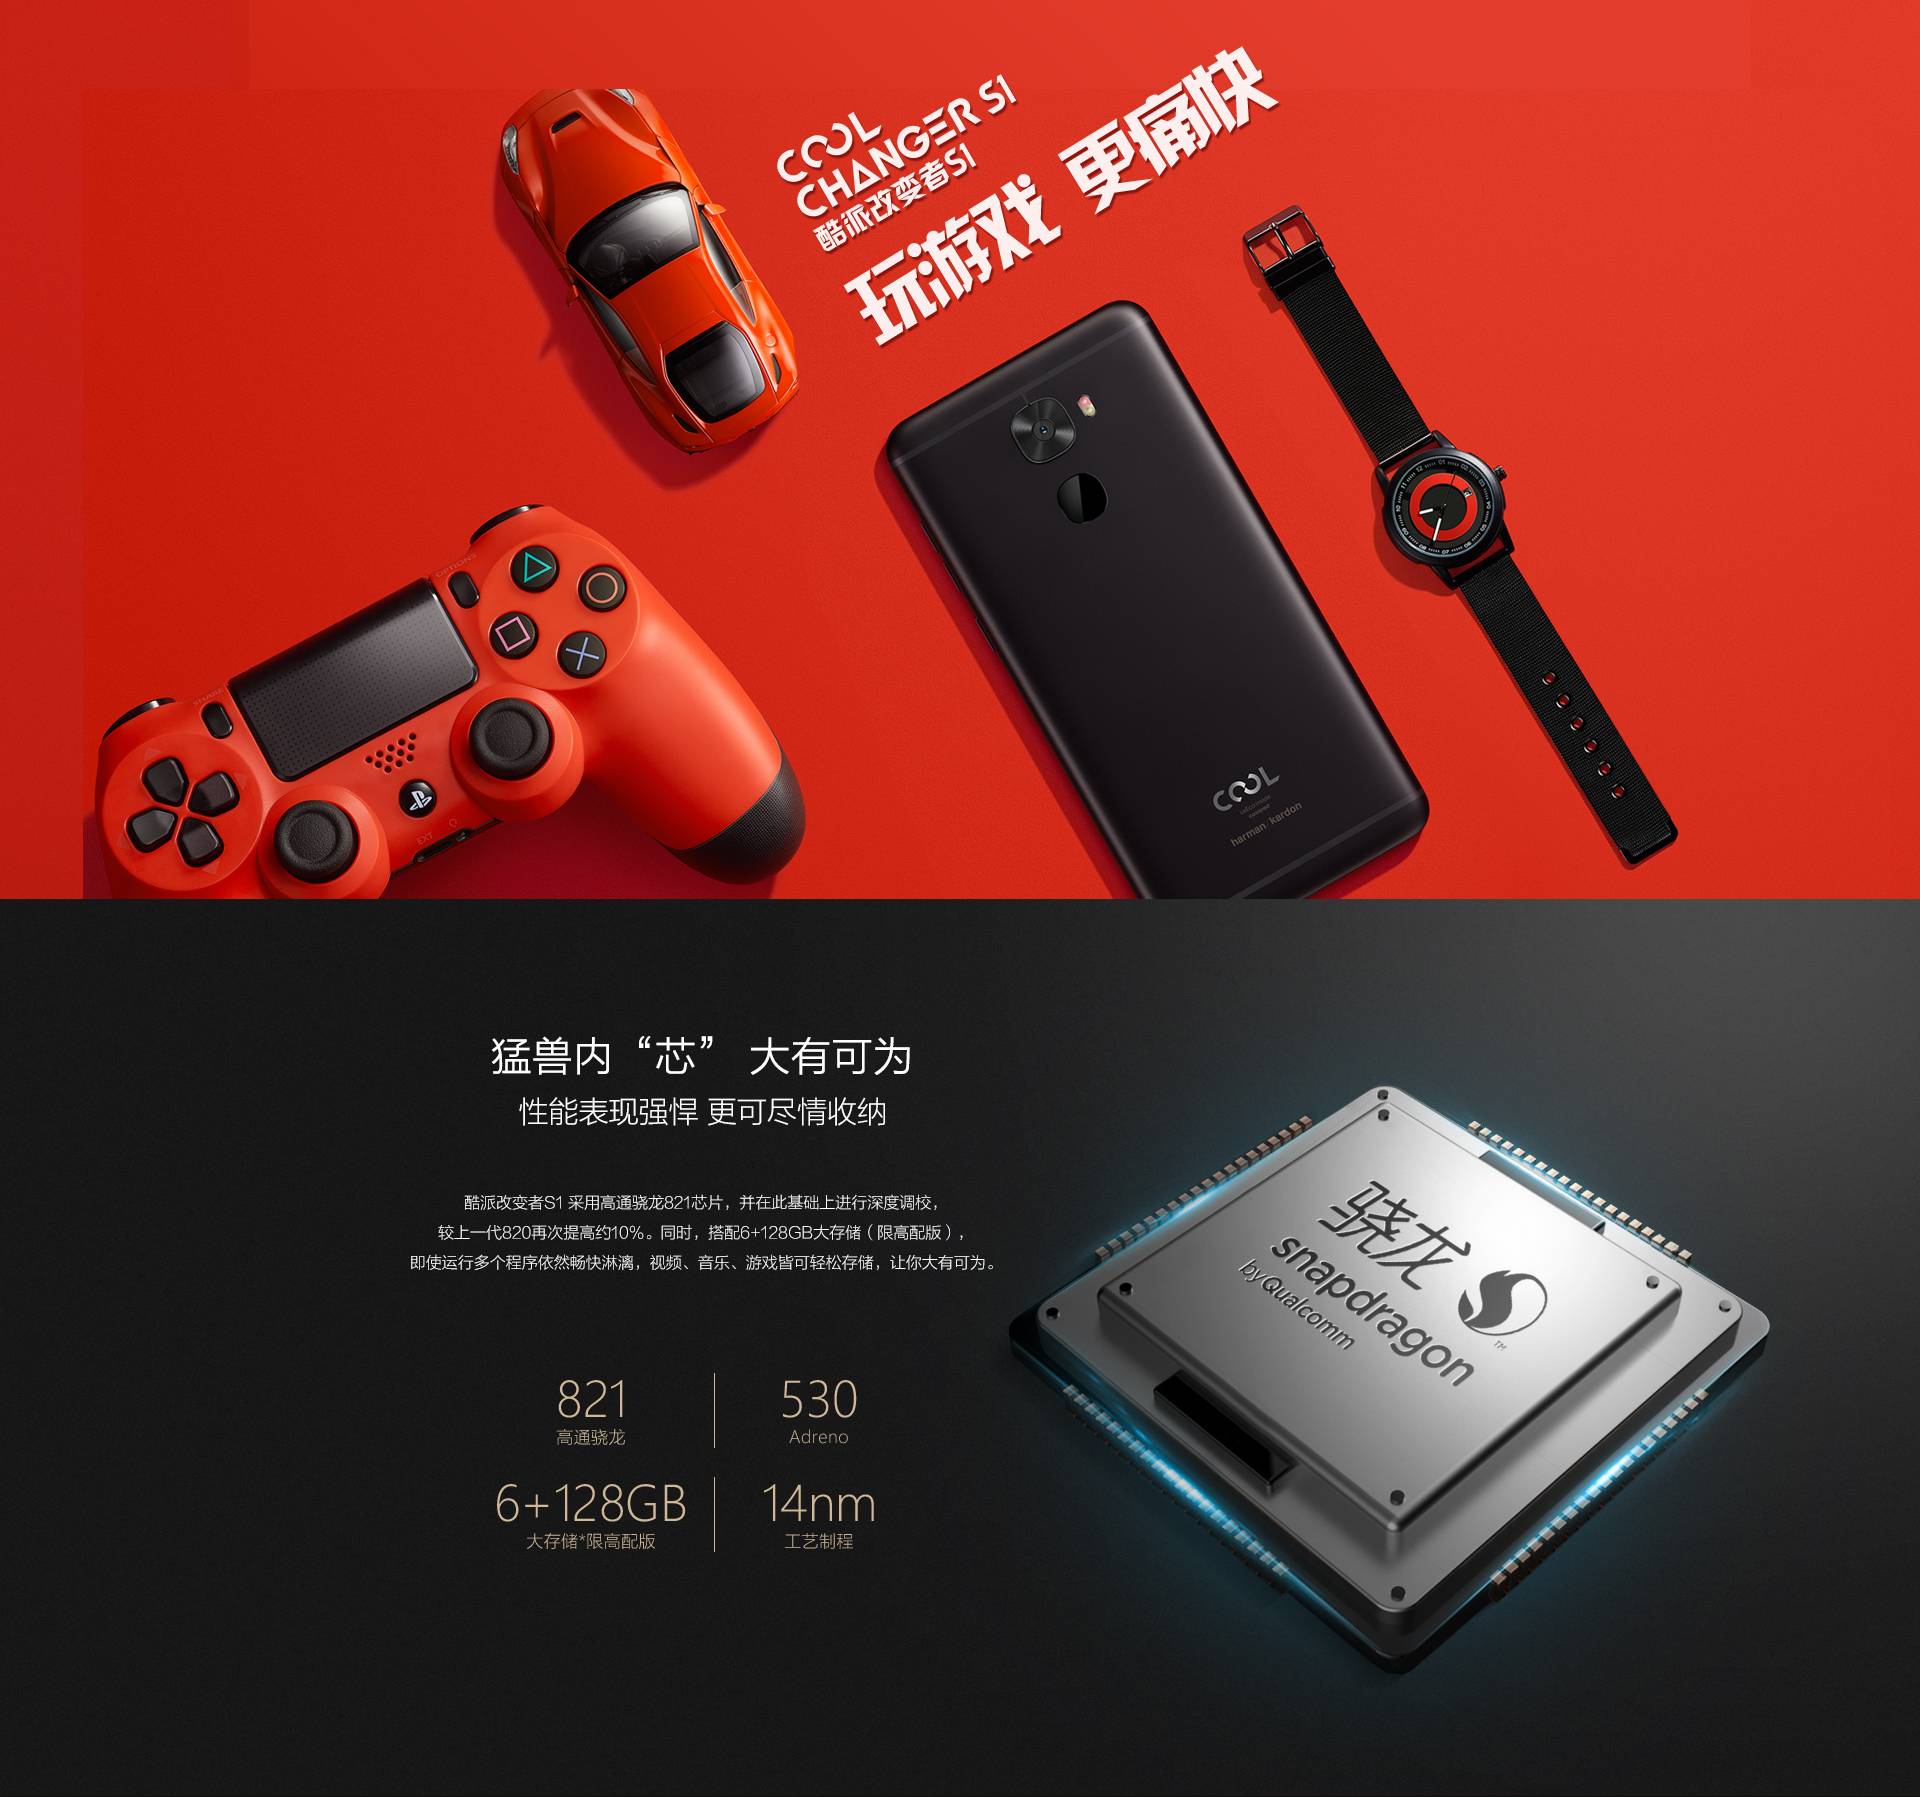 COOL
CHANGER S1
酷派改变者S1
玩游戏 更痛快
OPTIONS
SHARE
EXT
COOL
harman/kardon
猛兽内“芯” 大有可为
性能表现强悍 更可尽情收纳
酷派改变者S1 采用高通骁龙821芯片，并在此基础上进行深度调校，
较上一代820再次提高约10%。同时，搭配6+128GB大存储（限高配版），
即使运行多个程序依然畅快淋漓，视频、音乐、游戏皆可轻松存储，让你大有可为。
821
高通骁龙
530
Adreno
6+128GB
大存储*限高配版
14nm
工艺制程
骁龙
snapdragon
by Qualcomm
TM